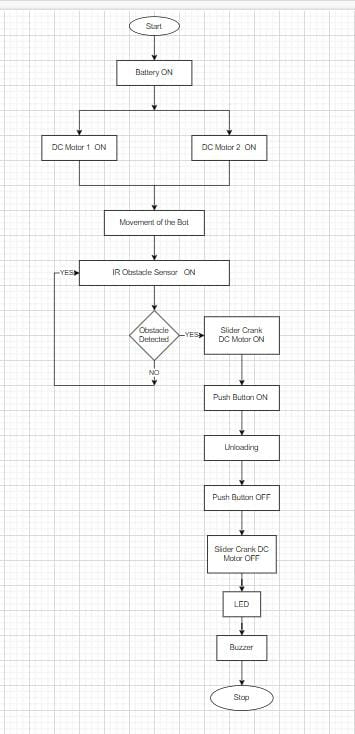 Start
Battery ON
DC Motor 1 ON
DC Motor 2 ON
Movement of the Bot
YES
IR Obstacle Sensor ON
Obstacle
Detected
YES
Slider Crank
DC Motor ON
NO
Push Button ON
Unloading
Push Button OFF
Slider Crank DC
Motor OFF
LED
Buzzer
Stop